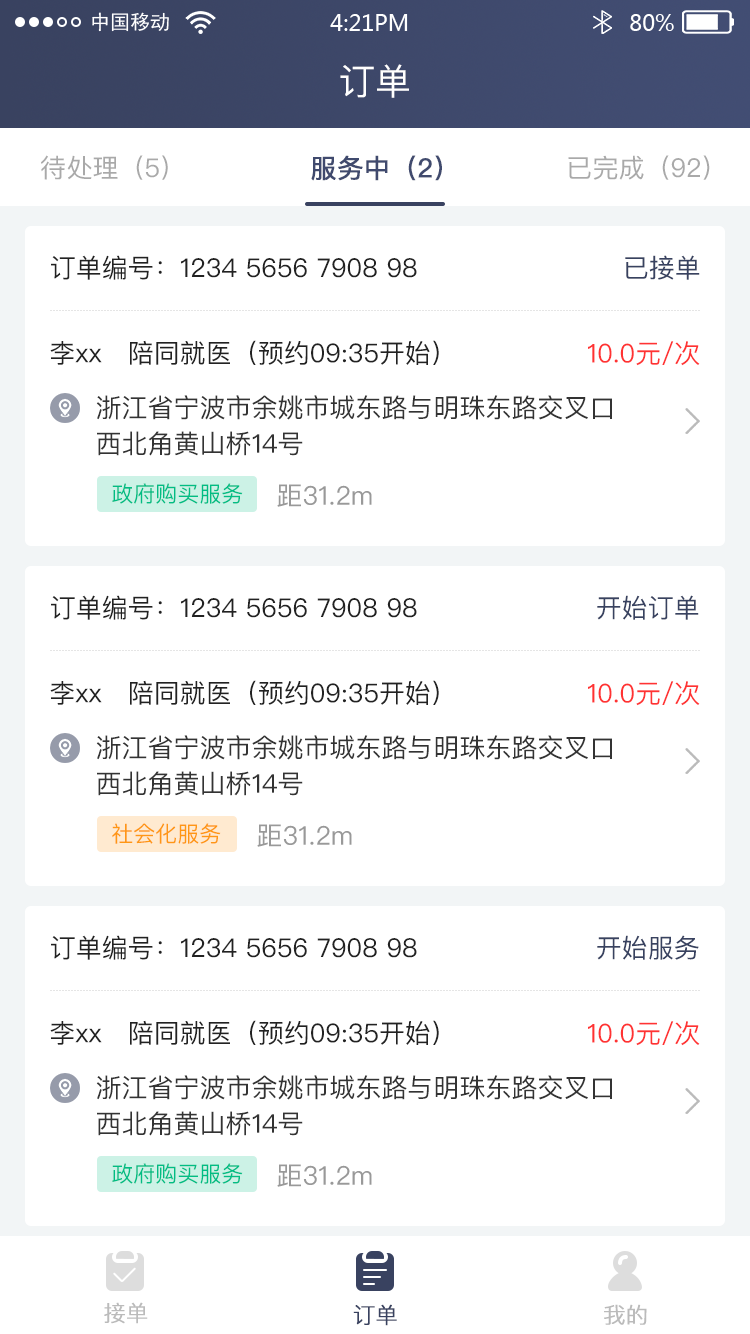 中国移动 4:21PM 80%
订单
待处理（5） 服务中（2） 已完成（92）
订单编号：1234 5656 7908 98 已接单
李xx 陪同就医（预约09:35开始） 10.0元/次
浙江省宁波市余姚市城东路与明珠东路交叉口
西北角黄山桥14号
政府购买服务 距31.2m
订单编号：1234 5656 7908 98 开始订单
李xx 陪同就医（预约09:35开始） 10.0元/次
浙江省宁波市余姚市城东路与明珠东路交叉口
西北角黄山桥14号
社会化服务 距31.2m
订单编号：1234 5656 7908 98 开始服务
李xx 陪同就医（预约09:35开始） 10.0元/次
浙江省宁波市余姚市城东路与明珠东路交叉口
西北角黄山桥14号
政府购买服务 距31.2m
接单 订单 我的